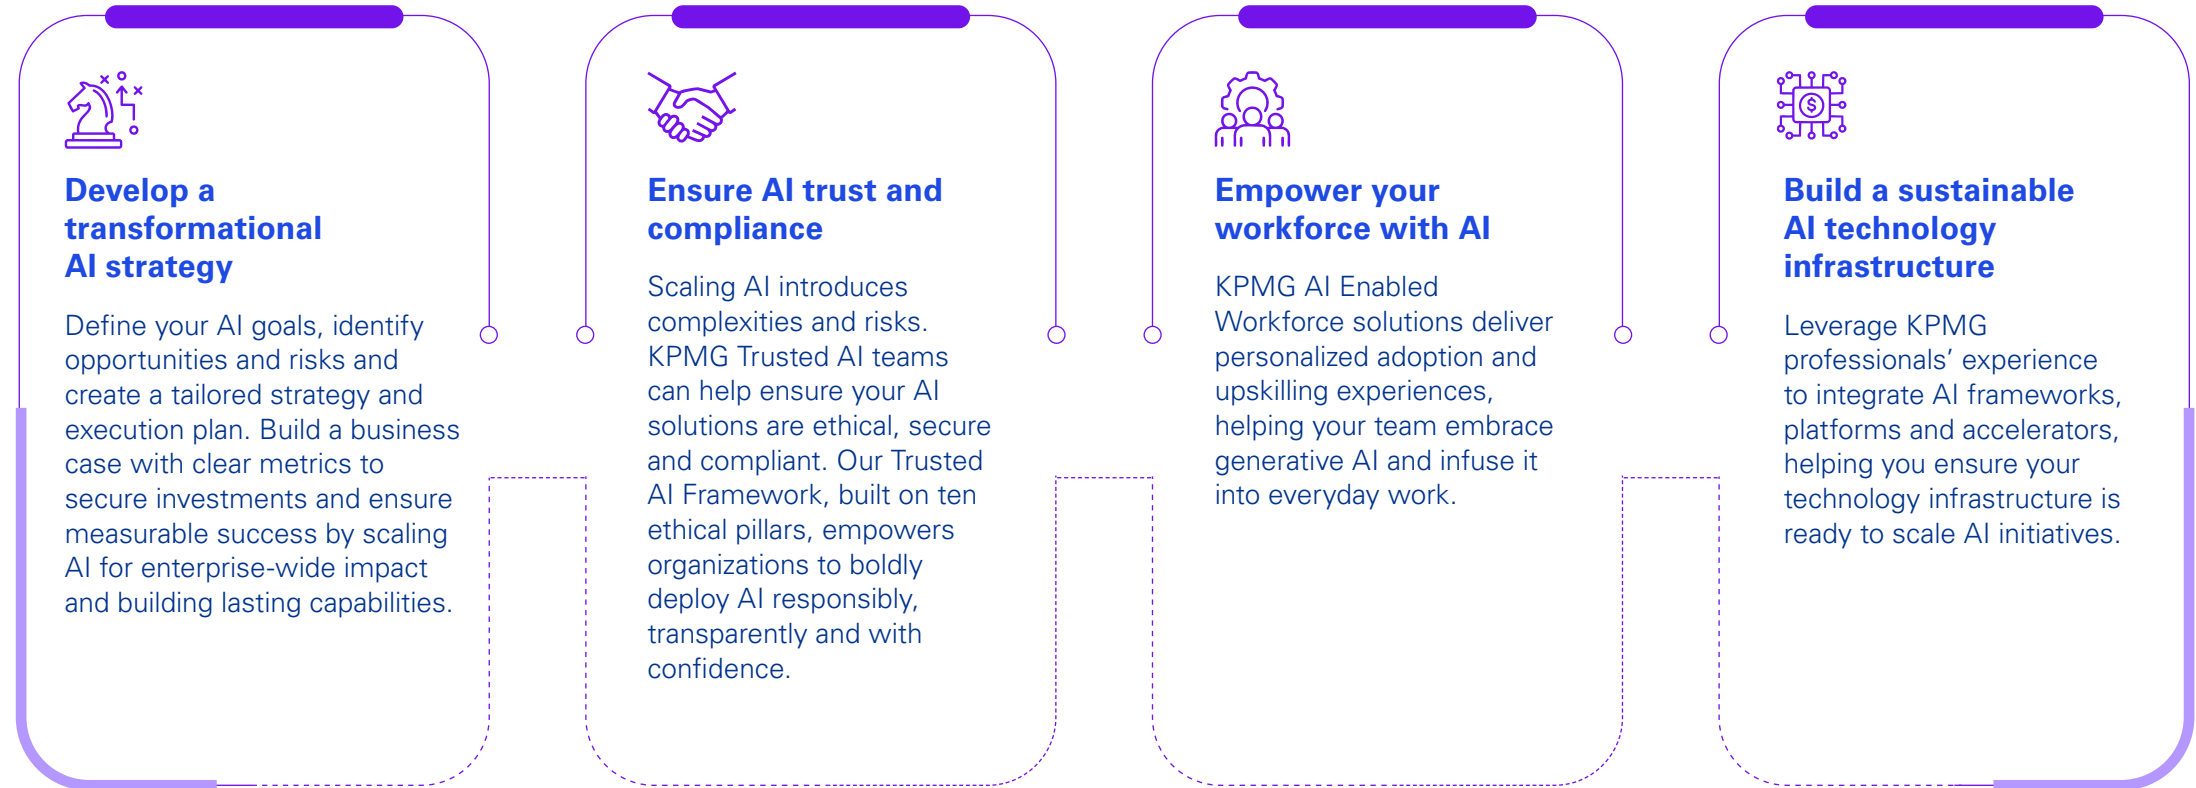 Develop a
transformational
AI strategy
Define your AI goals, identify
opportunities and risks and
create a tailored strategy and
execution plan. Build a business
case with clear metrics to
secure investments and ensure
measurable success by scaling
AI for enterprise-wide impact
and building lasting capabilities.
Ensure AI trust and
compliance
Scaling AI introduces
complexities and risks.
KPMG Trusted AI teams
can help ensure your AI
solutions are ethical, secure
and compliant. Our Trusted
AI Framework, built on ten
ethical pillars, empowers
organizations to boldly
deploy AI responsibly,
transparently and with
confidence.
Empower your
workforce with AI
KPMG AI Enabled
Workforce solutions deliver
personalized adoption and
upskilling experiences,
helping your team embrace
generative AI and infuse it
into everyday work.
$
Build a sustainable
AI technology
infrastructure
Leverage KPMG
professionals’ experience
to integrate AI frameworks,
platforms and accelerators,
helping you ensure your
technology infrastructure is
ready to scale AI initiatives.